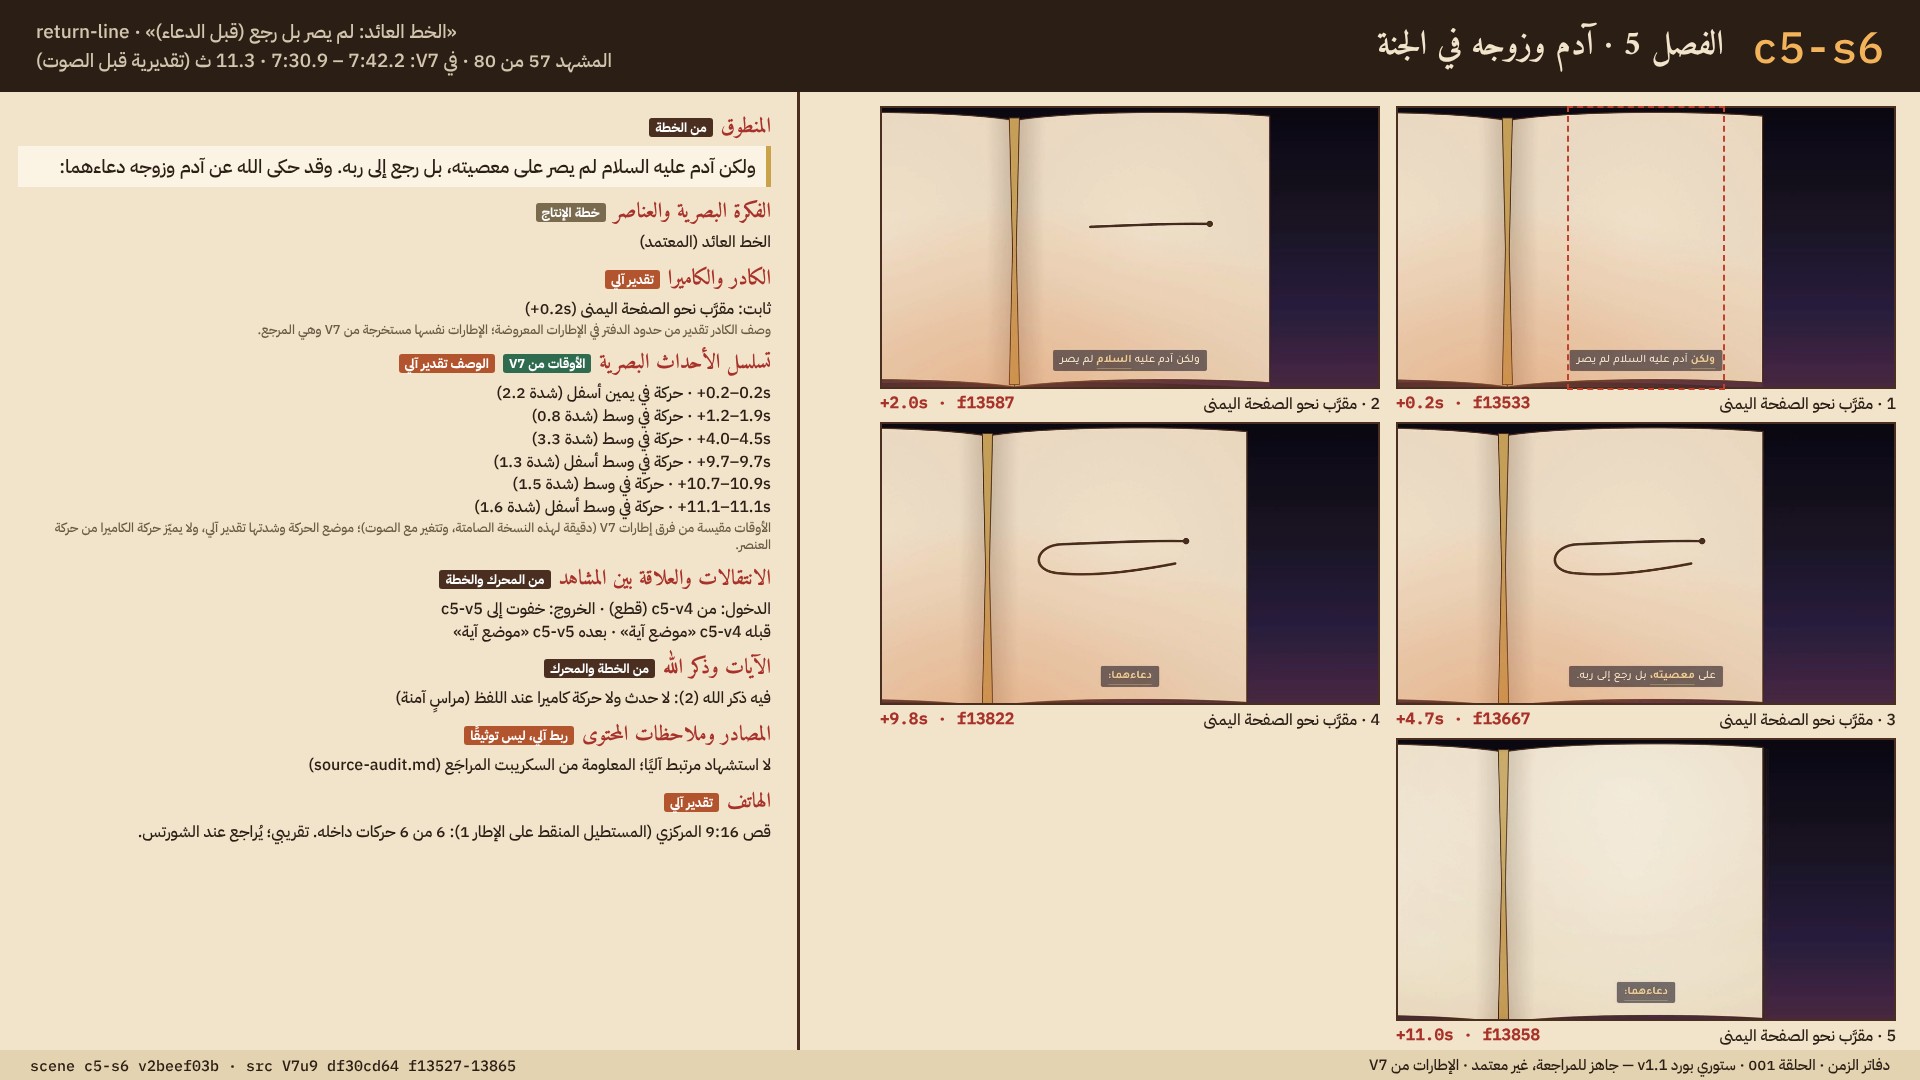 c5-s6
الفصل 5 · آدم وزوجه في الجنة
«الخط العائد: لم يصر بل رجع (قبل الدعاء)» · return-line
المشهد 57 من 80 · في V7: 7:30.9 – 7:42.2 · 11.3 ث (تقديرية قبل الصوت)
ولكن آدم عليه السلام لم يصر
1 · مقرَّب نحو الصفحة اليمنى
+0.2s · f13533
ولكن آدم عليه السلام لم يصر
2 · مقرَّب نحو الصفحة اليمنى
+2.0s · f13587
على معصيته، بل رجع إلى ربه.
3 · مقرَّب نحو الصفحة اليمنى
+4.7s · f13667
دعاءهما:
4 · مقرَّب نحو الصفحة اليمنى
+9.8s · f13822
دعاءهما:
5 · مقرَّب نحو الصفحة اليمنى
+11.0s · f13858
المنطوق من الخطة
ولكن آدم عليه السلام لم يصر على معصيته، بل رجع إلى ربه. وقد حكى الله عن آدم وزوجه دعاءهما:
الفكرة البصرية والعناصر خطة الإنتاج
الخط العائد (المعتمد)
الكادر والكاميرا تقدير آلي
ثابت: مقرَّب نحو الصفحة اليمنى (+0.2s)
وصف الكادر تقدير من حدود الدفتر في الإطارات المعروضة؛ الإطارات نفسها مستخرجة من V7 وهي المرجع.
تسلسل الأحداث البصرية الأوقات من V7 الوصف تقدير آلي
+0.2–0.2s · حركة في يمين أسفل (شدة 2.2)
+1.2–1.9s · حركة في وسط (شدة 0.8)
+4.0–4.5s · حركة في وسط (شدة 3.3)
+9.7–9.7s · حركة في وسط أسفل (شدة 1.3)
+10.7–10.9s · حركة في وسط (شدة 1.5)
+11.1–11.1s · حركة في وسط أسفل (شدة 1.6)
الأوقات مقيسة من فرق إطارات V7 (دقيقة لهذه النسخة الصامتة، وتتغير مع الصوت)؛ موضع الحركة وشدتها تقدير آلي، ولا يميّز حركة الكاميرا من حركة
العنصر.
الانتقالات والعلاقة بين المشاهد من المحرك والخطة
الدخول: من c5-v4 (قطع) · الخروج: خفوت إلى c5-v5
قبله c5-v4 «موضع آية» · بعده c5-v5 «موضع آية»
الآيات وذكر الله من الخطة والمحرك
فيه ذكر الله (2): لا حدث ولا حركة كاميرا عند اللفظ (مراسٍ آمنة)
المصادر وملاحظات المحتوى ربط آلي، ليس توثيقًا
لا استشهاد مرتبط آليًا؛ المعلومة من السكريبت المراجَع (source-audit.md)
الهاتف تقدير آلي
قص 9:16 المركزي (المستطيل المنقط على الإطار 1): 6 من 6 حركات داخله. تقريبي؛ يُراجع عند الشورتس.
دفاتر الزمن · الحلقة 001 · ستوري بورد v1.1 — جاهز للمراجعة، غير معتمد · الإطارات من V7
scene c5-s6 v2beef03b · src V7u9 df30cd64 f13527-13865